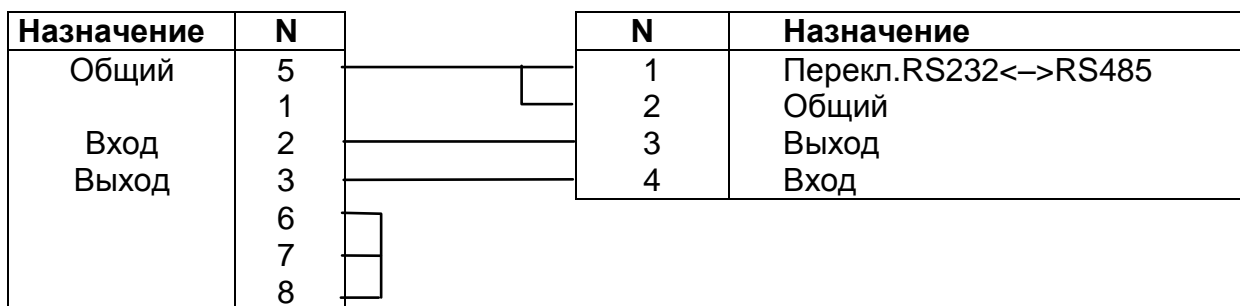 Назначение N N Назначение
Общий 5 1 Перекл.RS232<–>RS485
1 2 Общий
Вход 2 3 Выход
Выход 3 4 Вход
6
7
8